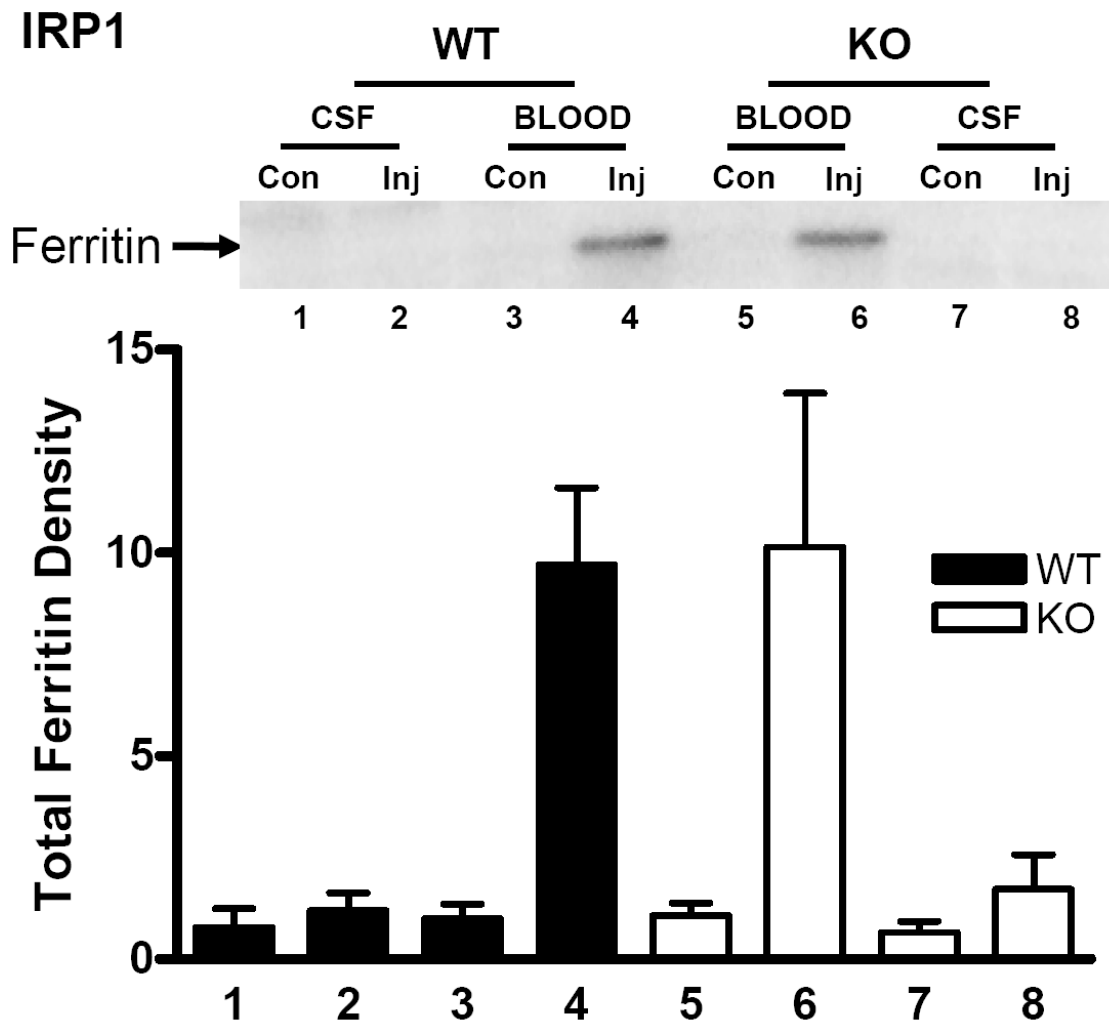 IRP1
WT KO
CSF BLOOD BLOOD CSF
Con Inj Con Inj Con Inj Con Inj
Ferritin
1 2 3 4 5 6 7 8
Total Ferritin Density
15
10
5
0
WT
KO
1 2 3 4 5 6 7 8